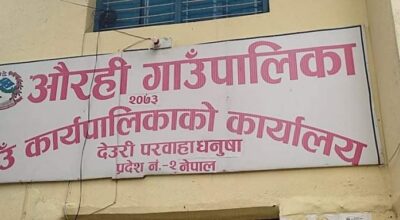 औरही गाउँपालिका
२०७३
उँ कार्यपालिकाको कार्यालय
देउरी परवाहा धनुषा
प्रदेश नं.-२ नेपाल